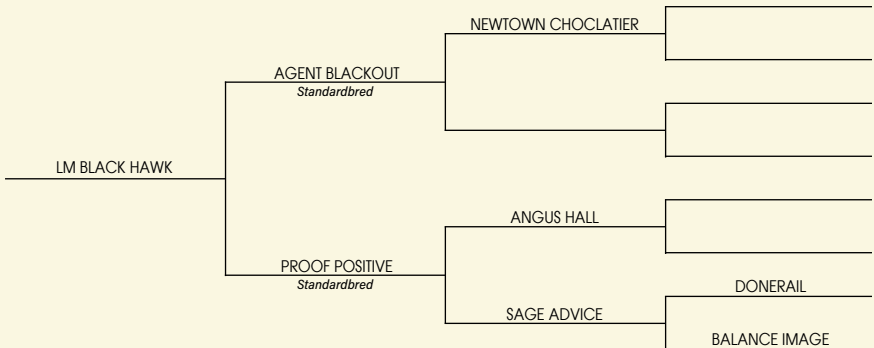 NEWTOWN CHOCLATIER
AGENT BLACKOUT
Standardbred
LM BLACK HAWK
ANGUS HALL
PROOF POSITIVE
Standardbred
DONERAIL
SAGE ADVICE
BALANCE IMAGE